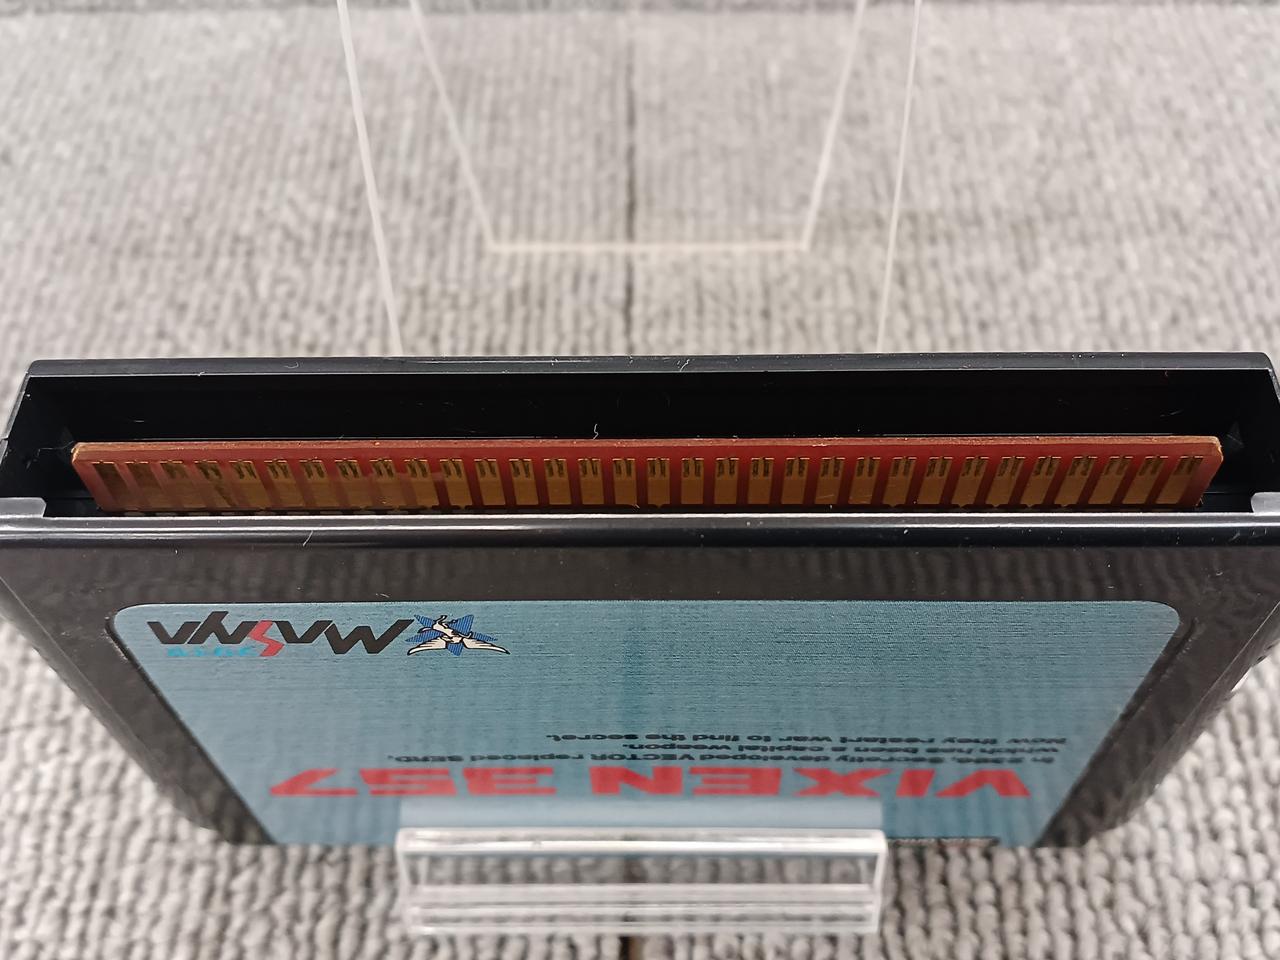 VIXEN 357
In 2356, Secretly developed VECTOR replaced SERD.
which has been a capital weapon.
Now they restart war to find the secret.
MASAYA